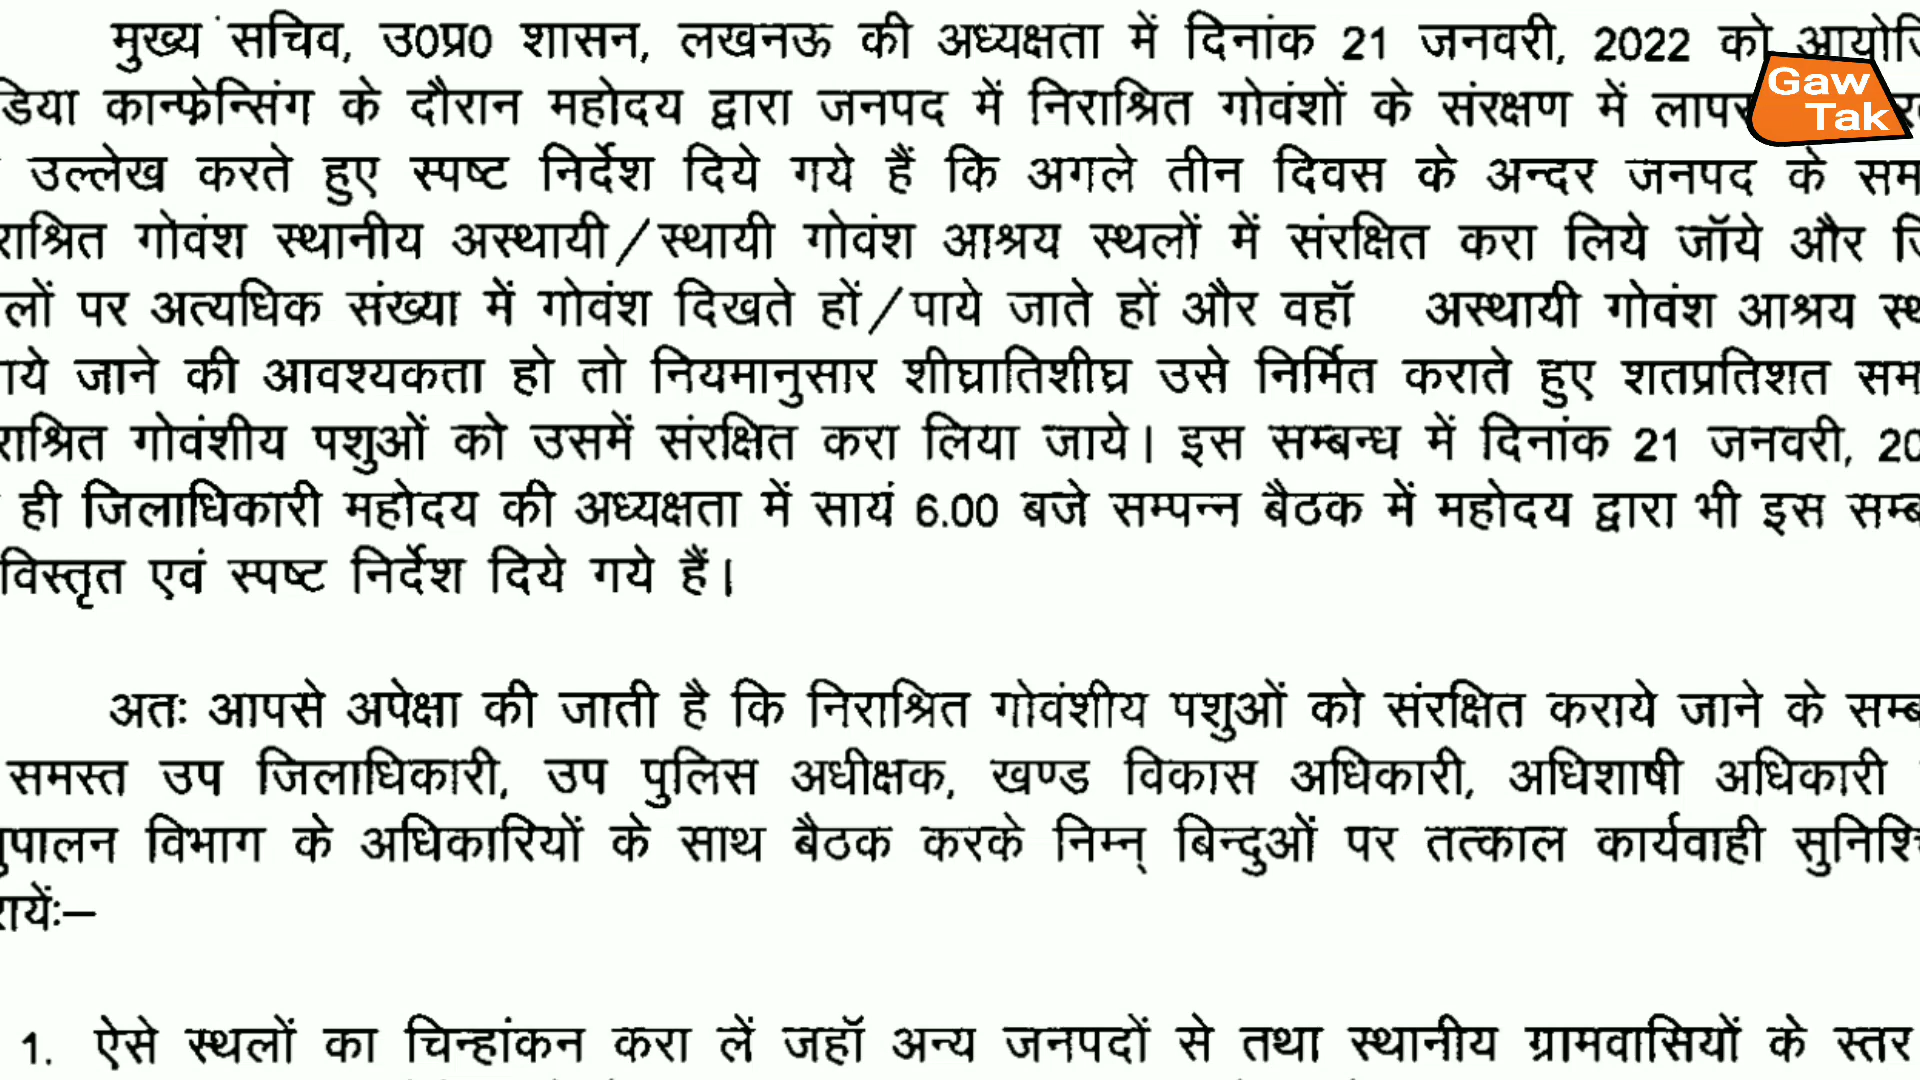 मुख्य सचिव, उ0प्र0 शासन, लखनऊ की अध्यक्षता में दिनांक 21 जनवरी, 2022 को
कान्फ्रेन्सिंग के दौरान महोदय द्वारा जनपद में निराश्रित गोवंशों के संरक्षण में
Gaw
Tak
उल्लेख करते हुए स्पष्ट निर्देश दिये गये हैं कि अगले तीन दिवस के अन्दर जनपद के
गोवंश स्थानीय अस्थायी/स्थायी गोवंश आश्रय स्थलों में संरक्षित करा लिये जॉये और
पर अत्यधिक संख्या में गोवंश दिखते हों/पाये जाते हों और वहॉ अस्थायी गोवंश आश्रय
जाने की आवश्यकता हो तो नियमानुसार शीघ्रातिशीघ्र उसे निर्मित कराते हुए शतप्रतिशत
गोवंशीय पशुओं को उसमें संरक्षित करा लिया जाये। इस सम्बन्ध में दिनांक 21 जनवरी,
ही जिलाधिकारी महोदय की अध्यक्षता में सायं 6.00 बजे सम्पन्न बैठक में महोदय द्वारा भी इस
विस्तृत एवं स्पष्ट निर्देश दिये गये हैं।
अतः आपसे अपेक्षा की जाती है कि निराश्रित गोवंशीय पशुओं को संरक्षित कराये जाने के
समस्त उप जिलाधिकारी, उप पुलिस अधीक्षक, खण्ड विकास अधिकारी, अधिशाषी अधिकारी
विभाग के अधिकारियों के साथ बैठक करके निम्न् बिन्दुओं पर तत्काल कार्यवाही
1. ऐसे स्थलों का चिन्हांकन करा लें जहॉ अन्य जनपदों से तथा स्थानीय ग्रामवासियों के स्तर